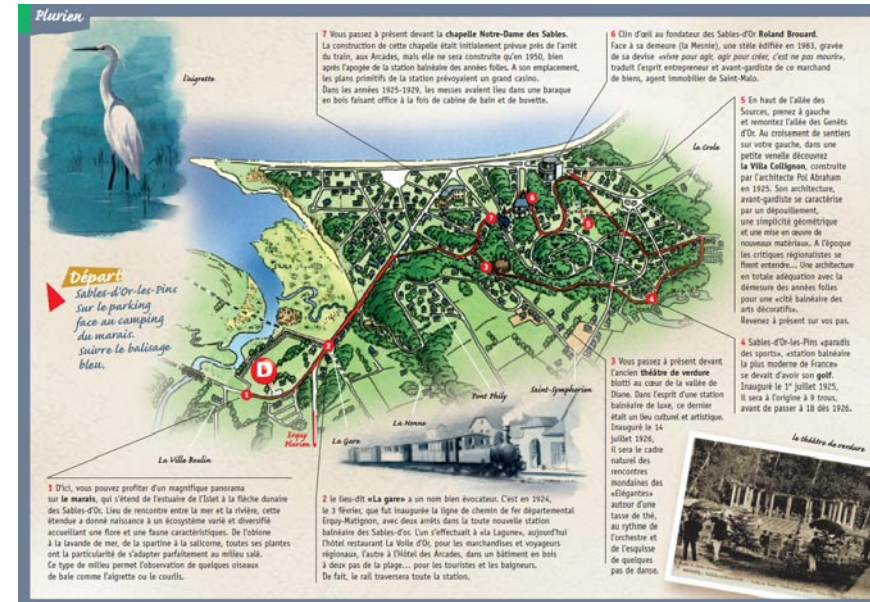 Plurien
l'aigrette
7 Vous passez à présent devant la chapelle Notre-Dame des Sables.
La construction de cette chapelle était initialement prévue près de l'arrêt
du train, aux Arcades, mais elle ne sera construite qu'en 1950, bien
après l'apogée de la station balnéaire des années folles. A son emplacement,
les plans primitifs de la station prévoyaient un grand casino.
Dans les années 1925-1929, les messes avaient lieu dans une baraque
en bois faisant office à la fois de cabine de bain et de buvette.
6 Clin d'œil au fondateur des Sables-d'Or Roland Brouard.
Face à sa demeure (la Mesnie), une stèle édifiée en 1983, gravée
de sa devise «vivre pour agir, agir pour créer, c'est ne pas mourir»,
traduit l'esprit entrepreneur et avant-gardiste de ce marchand
de biens, agent immobilier de Saint-Malo.
5 En haut de l'allée des
Sources, prenez à gauche
et remontez l'allée des Genêts
d'Or. Au croisement de sentiers
sur votre gauche, dans une
petite venelle découvrez
la Villa Collignon, construite
par l'architecte Pol Abraham
en 1925. Son architecture,
avant-gardiste se caractérise
par un dépouillement,
une simplicité géométrique
et une mise en œuvre de
nouveaux matériaux. A l'époque
les critiques régionalistes se
firent entendre... Une architecture
en totale adéquation avec la
démesure des années folles
pour une «cité balnéaire des
arts décoratifs».
Revenez à présent sur vos pas.
la Crole
6
7
5
3
4
2
1
D
Départ
Sables-d'Or-les-Pins
Sur le parking
face au camping
du marais.
Suivre le balisage
bleu.
La Ville Boulin
Erquy
Plurien
La Gare
La Nonne
Pont Phily
Saint-Symphorien
4 Sables-d'Or-les-Pins «paradis
des sports», «station balnéaire
la plus moderne de France»
se devait d'avoir son golf.
Inauguré le 1er juillet 1925,
il sera à l'origine à 9 trous,
avant de passer à 18 dès 1926.
3 Vous passez à présent devant
l'ancien théâtre de verdure
blotti au cœur de la vallée de
Diane. Dans l'esprit d'une station
balnéaire de luxe, ce dernier
était un lieu culturel et artistique.
Inauguré le 14
juillet 1926,
il sera le cadre
naturel des
rencontres
mondaines des
«Elégantes»
autour d'une
tasse de thé,
au rythme de
l'orchestre et
de l'esquisse
de quelques
pas de danse.
le théâtre de verdure
1 D'ici, vous pouvez profiter d'un magnifique panorama
sur le marais, qui s'étend de l'estuaire de l'Islet à la flèche dunaire
des Sables-d'Or. Lieu de rencontre entre la mer et la rivière, cette
étendue a donné naissance à un écosystème varié et diversifié
accueillant une flore et une faune caractéristiques. De l'obione
à la lavande de mer, de la spartine à la salicorne, toutes ses plantes
ont la particularité de s'adapter parfaitement au milieu salé.
Ce type de milieu permet l'observation de quelques oiseaux
de baie comme l'aigrette ou le courlis.
2 le lieu-dit «La gare» a un nom bien évocateur. C'est en 1924,
le 3 février, que fut inaugurée la ligne de chemin de fer départemental
Erquy-Matignon, avec deux arrêts dans la toute nouvelle station
balnéaire des Sables-d'or. L'un s'effectuait à «la Lagune», aujourd'hui
l'hôtel restaurant La Voile d'Or, pour les marchandises et voyageurs
régionaux, l'autre à l'Hôtel des Arcades, dans un bâtiment en bois
à deux pas de la plage... pour les touristes et les baigneurs.
De fait, le rail traversera toute la station.